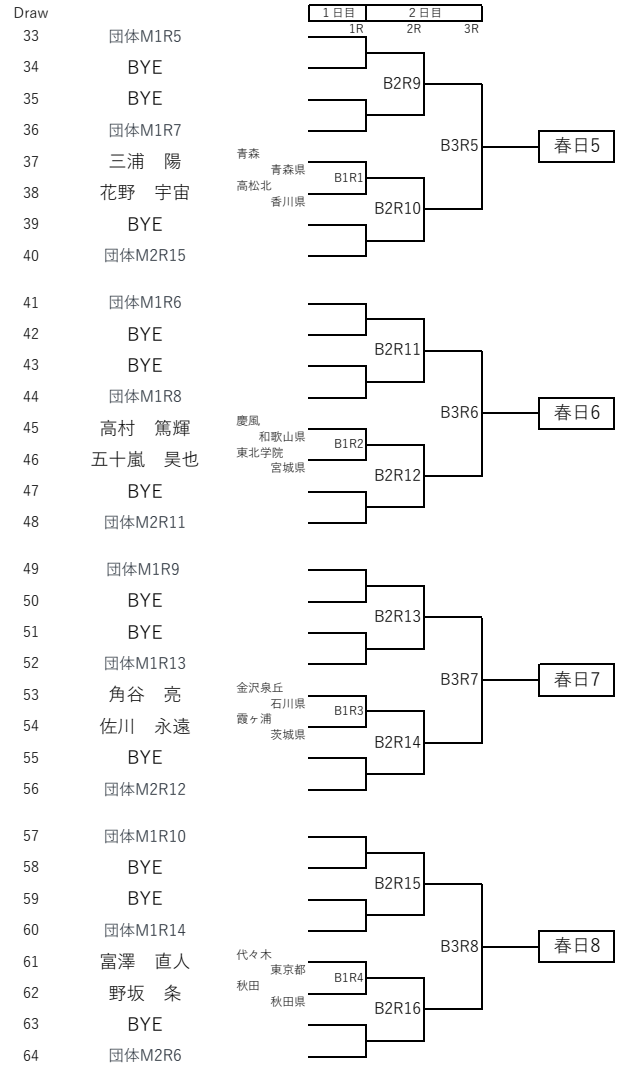 Draw 1日目 2日目
1R 2R 3R
33 団体M1R5
34 BYE
B2R9
35 BYE
36 団体M1R7
B3R5 春日5
37 三浦　陽 青森
青森県
B1R1
38 花野　宇宙 高松北
香川県
B2R10
39 BYE
40 団体M2R15
41 団体M1R6
42 BYE
B2R11
43 BYE
44 団体M1R8
B3R6 春日6
45 高村　篤輝 慶風
和歌山県
B1R2
46 五十嵐　昊也 東北学院
宮城県
B2R12
47 BYE
48 団体M2R11
49 団体M1R9
50 BYE
B2R13
51 BYE
52 団体M1R13
B3R7 春日7
53 角谷　亮 金沢泉丘
石川県
B1R3
54 佐川　永遠 霞ヶ浦
茨城県
B2R14
55 BYE
56 団体M2R12
57 団体M1R10
58 BYE
B2R15
59 BYE
60 団体M1R14
B3R8 春日8
61 富澤　直人 代々木
東京都
B1R4
62 野坂　条 秋田
秋田県
B2R16
63 BYE
64 団体M2R6